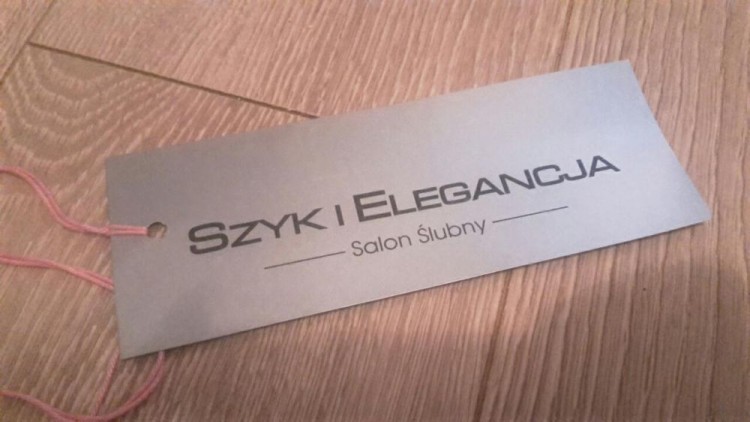 SZYK I ELEGANCJA
Salon Ślubny